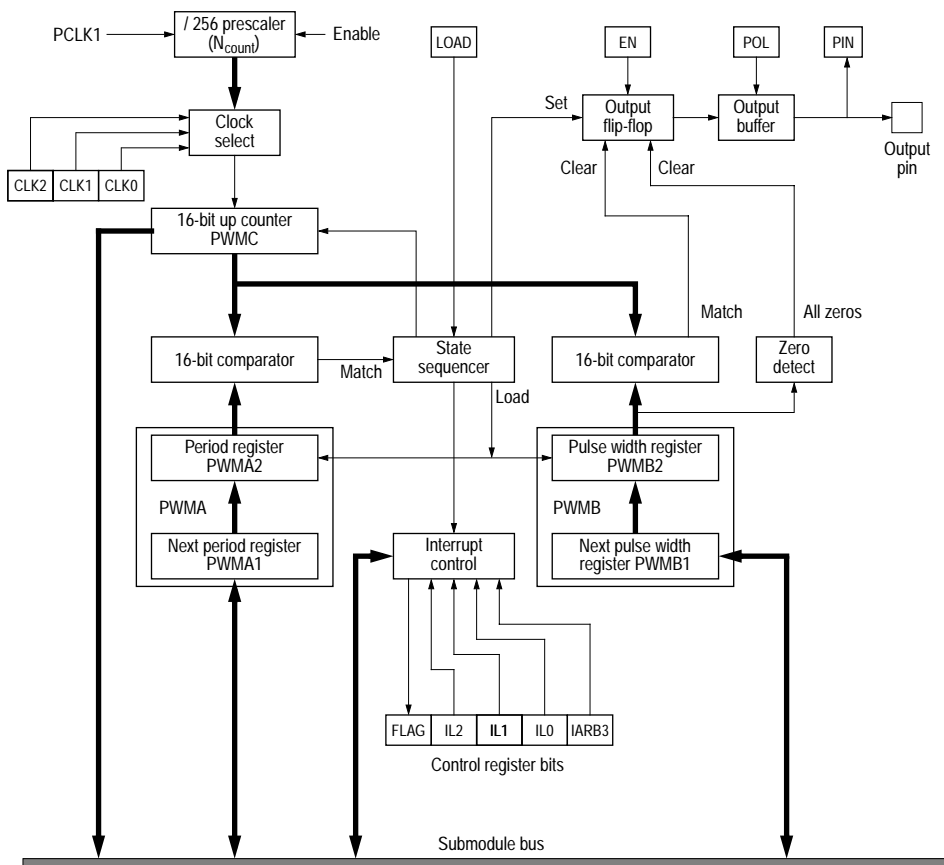 PCLK1
/ 256 prescaler
(Ncount)
Enable
LOAD
EN
POL
PIN
Clock
select
Set
Output
flip-flop
Output
buffer
Output
pin
Clear
Clear
CLK2
CLK1
CLK0
16-bit up counter
PWMC
Match
All zeros
16-bit comparator
Match
State
sequencer
16-bit comparator
Zero
detect
Load
Period register
PWMA2
Pulse width register
PWMB2
PWMA
PWMB
Next period register
PWMA1
Interrupt
control
Next pulse width
register PWMB1
FLAG
IL2
IL1
IL0
IARB3
Control register bits
Submodule bus